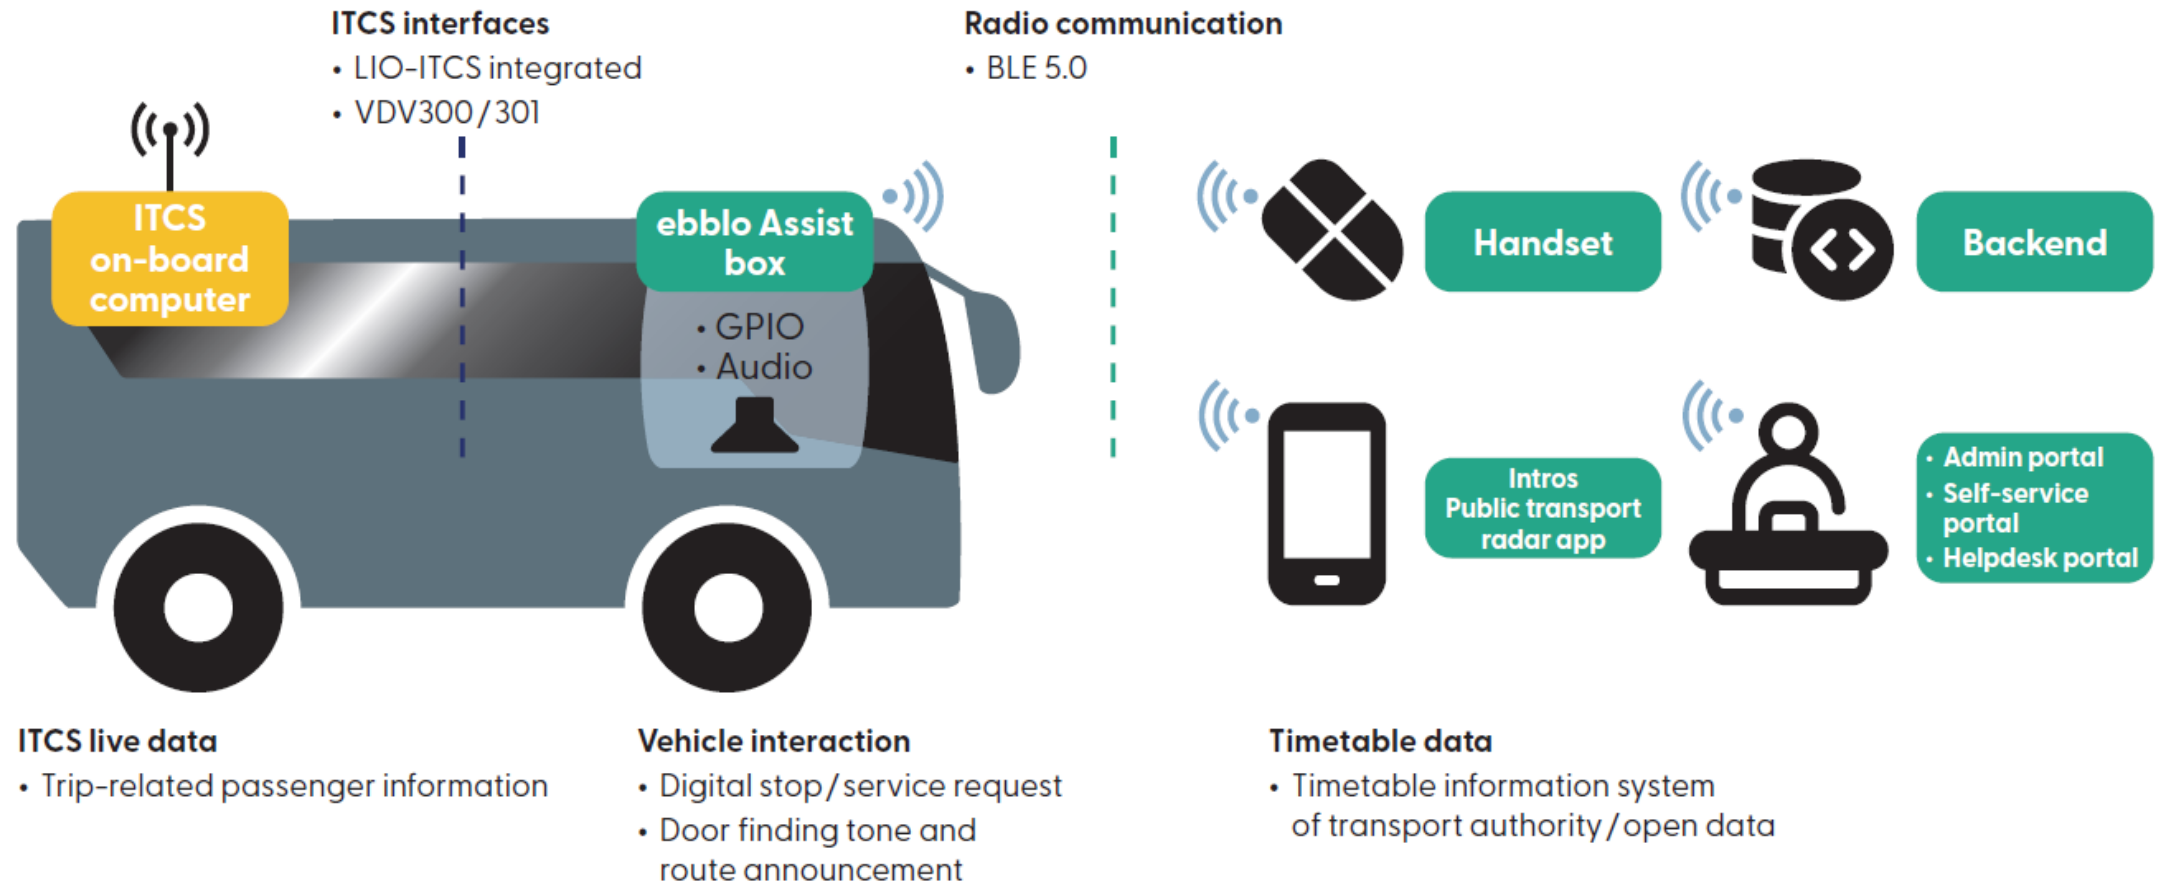 ITCS interfaces
• LIO-ITCS integrated
• VDV300/301
Radio communication
• BLE 5.0
ITCS
on-board
computer
ebblo Assist
box
• GPIO
• Audio
Handset
Backend
Intros
Public transport
radar app
• Admin portal
• Self-service
portal
• Helpdesk portal
ITCS live data
• Trip-related passenger information
Vehicle interaction
• Digital stop/service request
• Door finding tone and
route announcement
Timetable data
• Timetable information system
of transport authority/open data